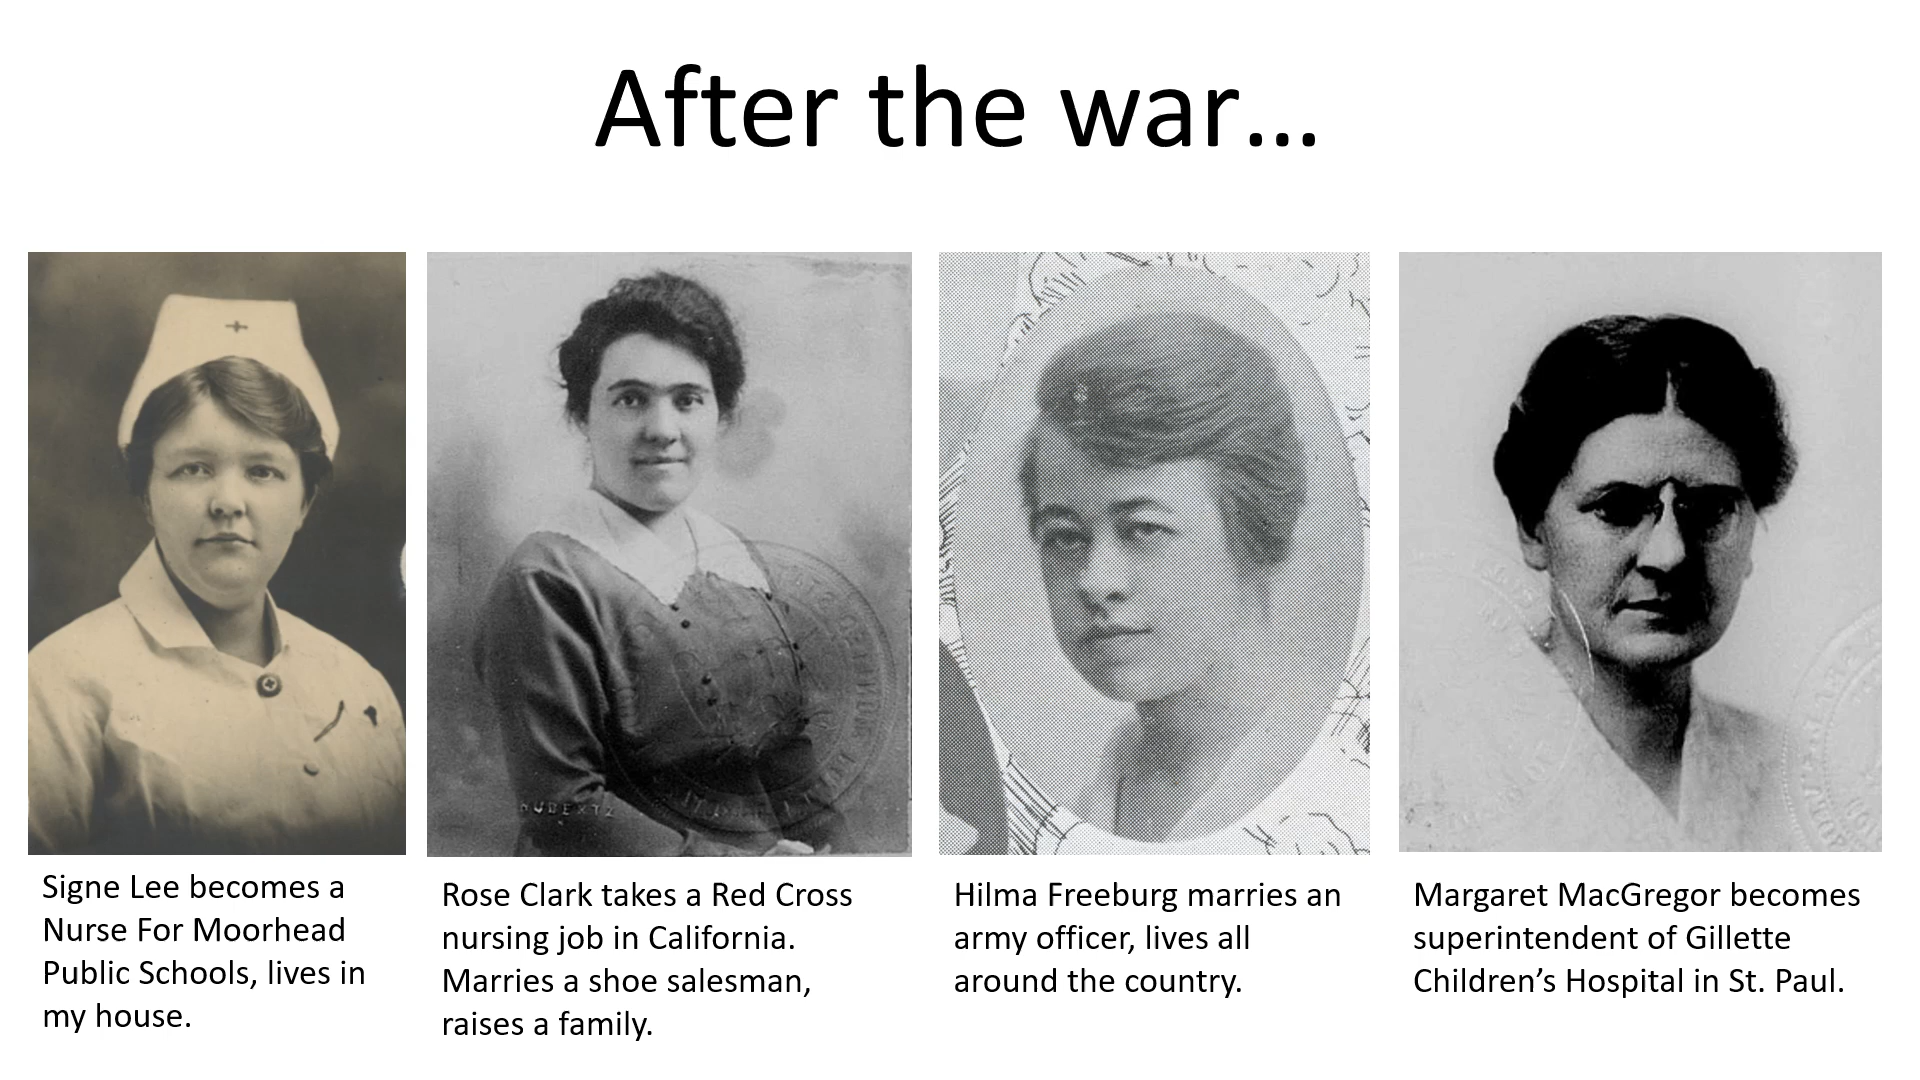 After the war…
Signe Lee becomes a
Nurse For Moorhead
Public Schools, lives in
my house.
Rose Clark takes a Red Cross
nursing job in California.
Marries a shoe salesman,
raises a family.
Hilma Freeburg marries an
army officer, lives all
around the country.
Margaret MacGregor becomes
superintendent of Gillette
Children’s Hospital in St. Paul.